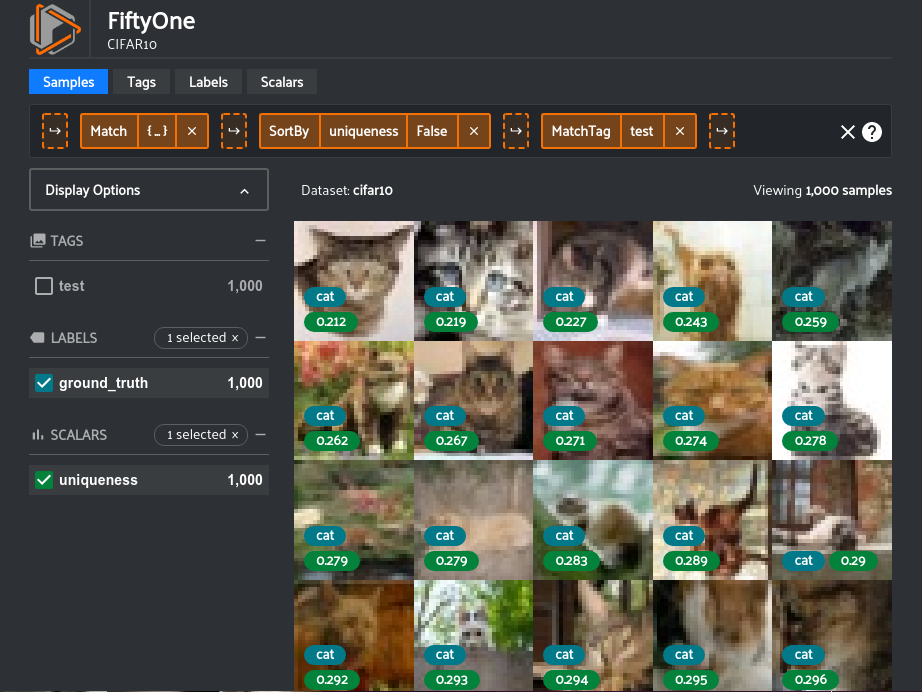 FiftyOne
CIFAR10
Samples Tags Labels Scalars
Match { ... } × SortBy uniqueness False × MatchTag test × ?
Display Options
Dataset: cifar10 Viewing 1,000 samples
TAGS
test 1,000
LABELS 1 selected ×
ground_truth 1,000
SCALARS 1 selected ×
uniqueness 1,000
cat cat cat cat cat
0.212 0.219 0.227 0.243 0.259
cat cat cat cat cat
0.262 0.267 0.271 0.274 0.278
cat cat cat cat
0.279 0.279 0.283 0.289 cat 0.29
cat cat cat cat cat
0.292 0.293 0.294 0.295 0.296